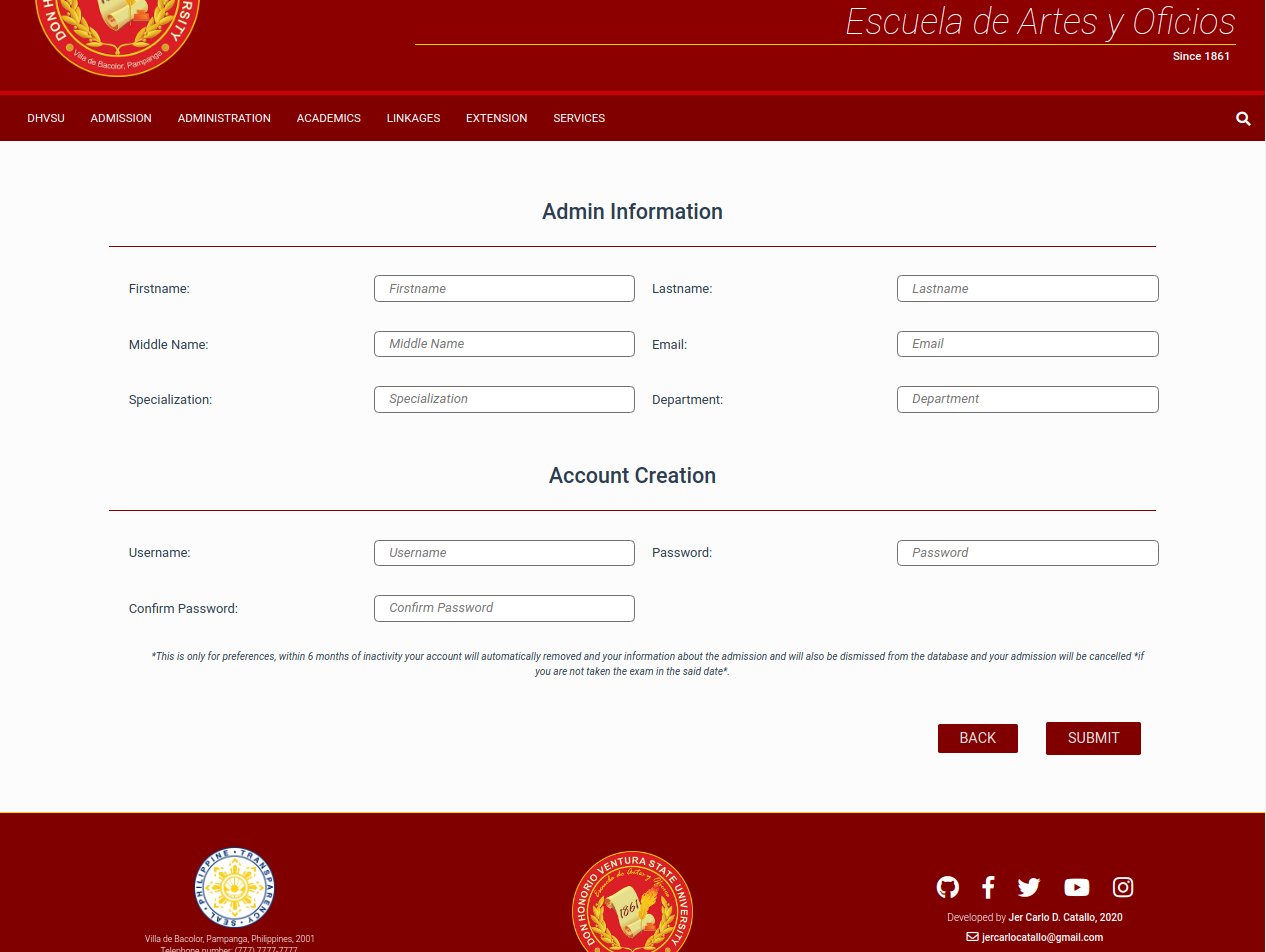 DON H
RSITY
Villa de Bacolor, Pampanga
Escuela de Artes y Oficios
Since 1861
DHVSU ADMISSION ADMINISTRATION ACADEMICS LINKAGES EXTENSION SERVICES
Admin Information
Firstname: Firstname Lastname: Lastname
Middle Name: Middle Name Email: Email
Specialization: Specialization Department: Department
Account Creation
Username: Username Password: Password
Confirm Password: Confirm Password
*This is only for preferences, within 6 months of inactivity your account will automatically removed and your information about the admission and will also be dismissed from the database and your admission will be cancelled *if
you are not taken the exam in the said date*.
BACK SUBMIT
PHILIPPINE • TRANSPARENCY SEAL •
DON HONORIO VENTURA STATE UNIVERSITY
Escuela de Artes y Oficios
1861
Developed by Jer Carlo D. Catallo, 2020
jercarlocatallo@gmail.com
Villa de Bacolor, Pampanga, Philippines, 2001
Telephone number: (777) 7777-7777